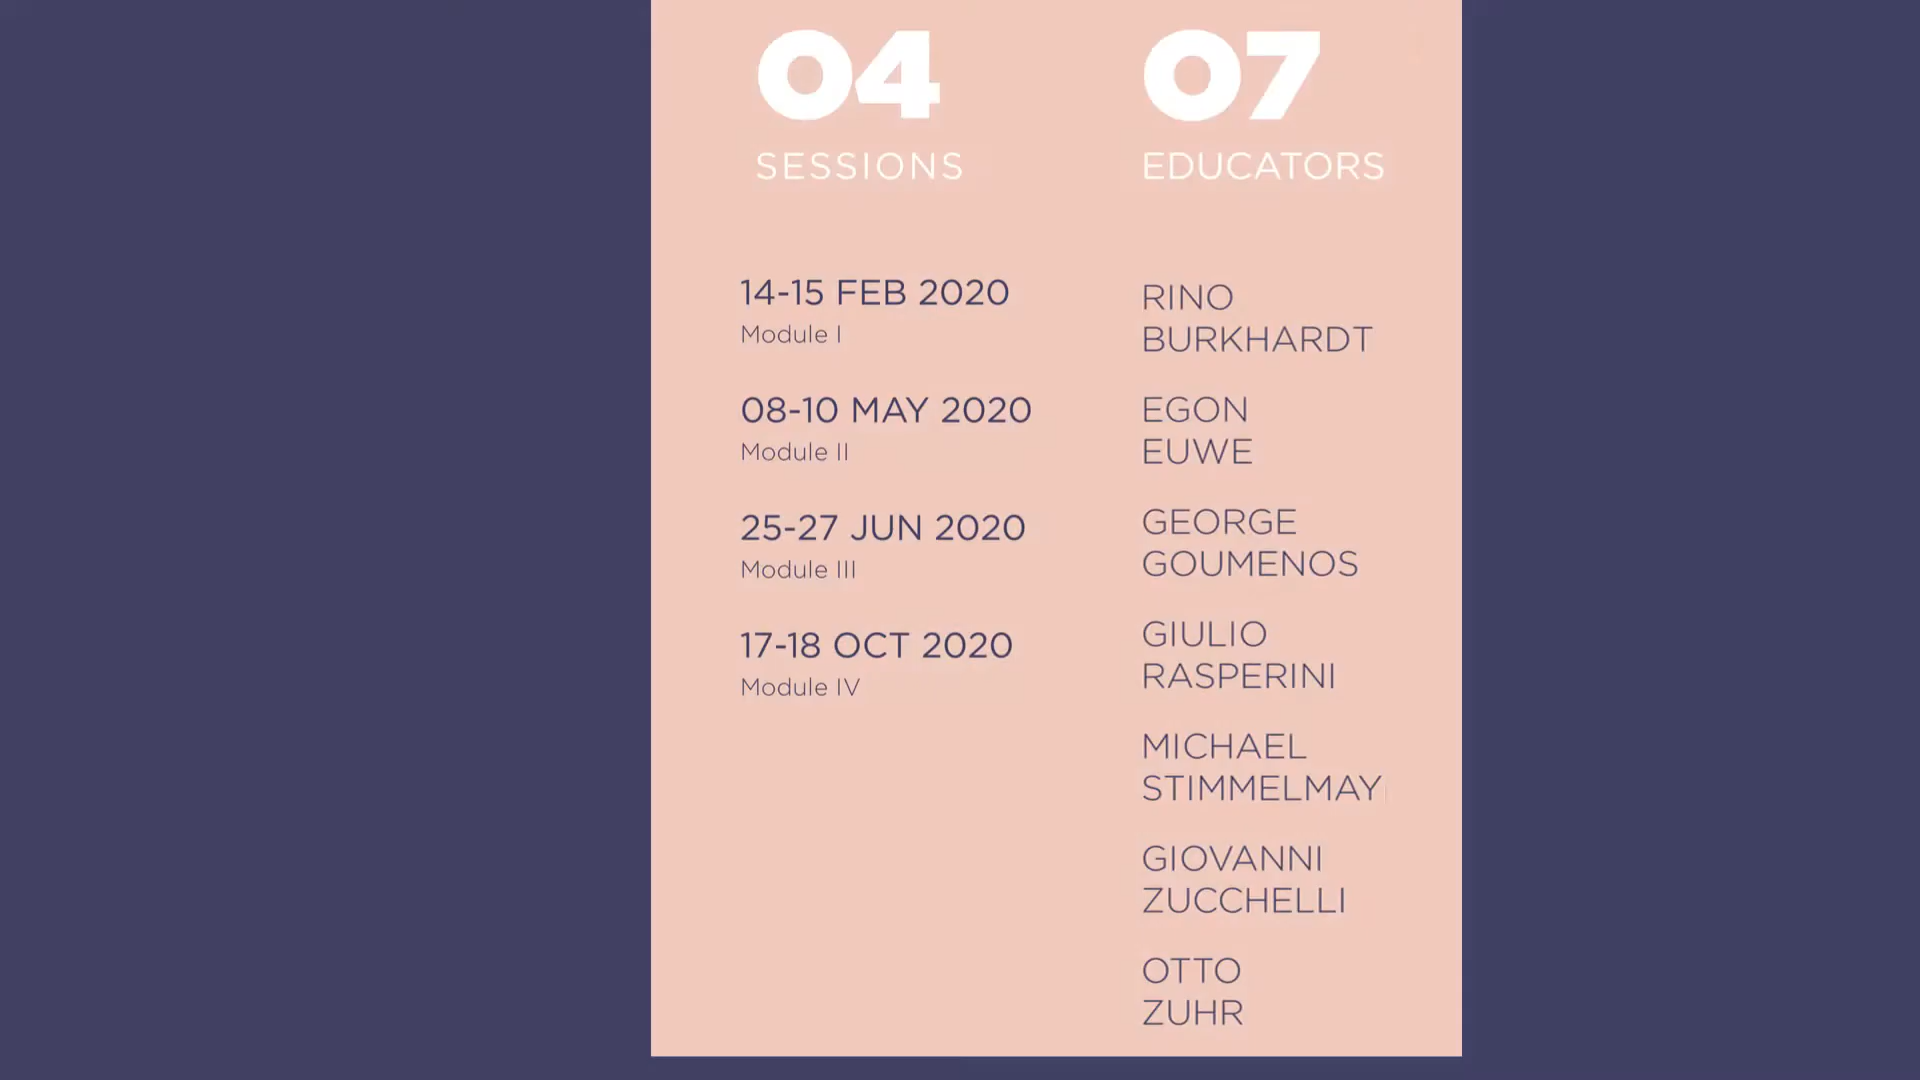 04
SESSIONS
14-15 FEB 2020
Module I
08-10 MAY 2020
Module II
25-27 JUN 2020
Module III
17-18 OCT 2020
Module IV
07
EDUCATORS
RINO
BURKHARDT
EGON
EUWE
GEORGE
GOUMENOS
GIULIO
RASPERINI
MICHAEL
STIMMELMAY
GIOVANNI
ZUCCHELLI
OTTO
ZUHR